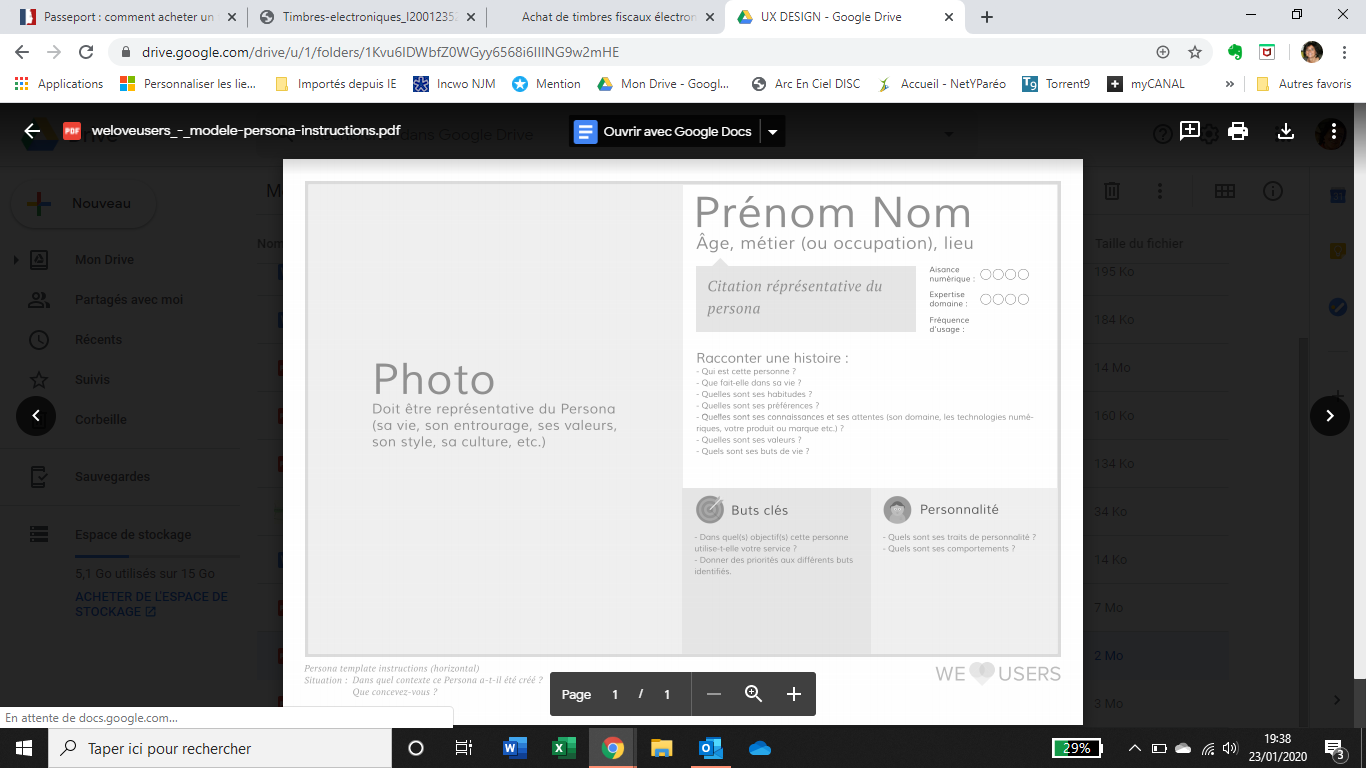 Passeport : comment acheter un
Timbres-electroniques_I2001235
Achat de timbres fiscaux électron
UX DESIGN - Google Drive
drive.google.com/drive/u/1/folders/1Kvu6IDWbfZ0WGyy6568i6IIING9w2mHE
Applications
Personnaliser les lie...
Importés depuis IE
Incwo NJM
Mention
Mon Drive - Googl...
Arc En Ciel DISC
Accueil - NetYParéo
Torrent9
myCANAL
»
Autres favoris
PDF
weloveusers_-_modele-persona-instructions.pdf
dans Google Drive
Ouvrir avec Google Docs
Nouveau
Mon Drive
Partagés avec moi
Récents
Suivis
Corbeille
Sauvegardes
Espace de stockage
5,1 Go utilisés sur 15 Go
ACHETER DE L'ESPACE DE
STOCKAGE
Taille du fichier
195 Ko
184 Ko
14 Mo
160 Ko
134 Ko
34 Ko
14 Ko
7 Mo
2 Mo
3 Mo
Photo
Doit être représentative du Persona
(sa vie, son entourage, ses valeurs,
son style, sa culture, etc.)
Prénom Nom
Âge, métier (ou occupation), lieu
Citation réprésentative du
persona
Aisance
numérique :
Expertise
domaine :
Fréquence
d'usage :
Racconter une histoire :
- Qui est cette personne ?
- Que fait-elle dans sa vie ?
- Quelles sont ses habitudes ?
- Quelles sont ses préférences ?
- Quelles sont ses connaissances et ses attentes (son domaine, les technologies numé-
riques, votre produit ou marque etc.) ?
- Quelles sont ses valeurs ?
- Quels sont ses buts de vie ?
Buts clés
- Dans quel(s) objectif(s) cette personne
utilise-t-elle votre service ?
- Donner des priorités aux différents buts
identifiés.
Personnalité
- Quels sont ses traits de personnalité ?
- Quels sont ses comportements ?
Persona template instructions (horizontal)
Situation : Dans quel contexte ce Persona a-t-il été créé ?
Que concevez-vous ?
WE USERS
Page 1 / 1
En attente de docs.google.com...
Taper ici pour rechercher
29%
19:38
23/01/2020
3